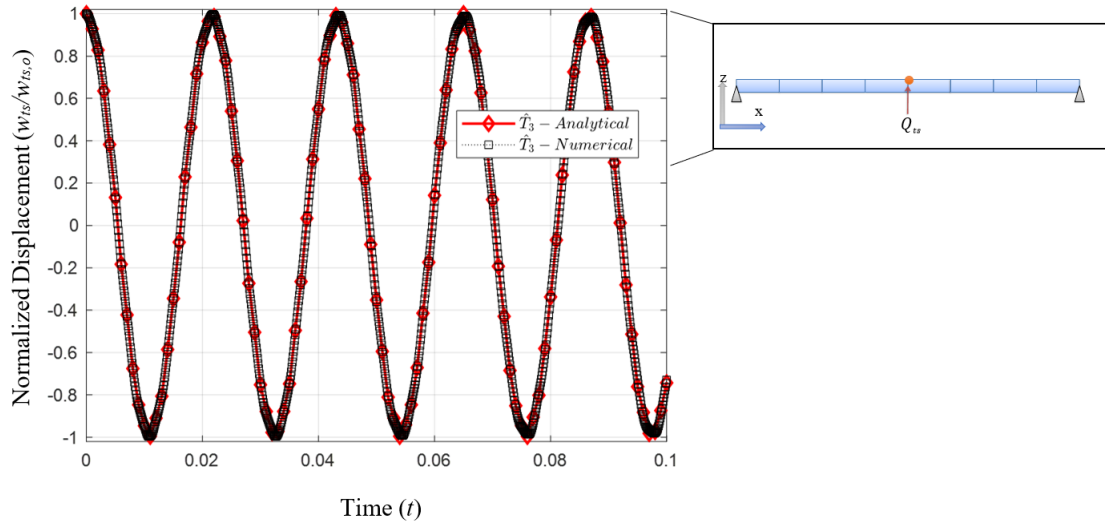 Normalized Displacement (w_ts/w_ts,o)
1
0.8
0.6
0.4
0.2
0
-0.2
-0.4
-0.6
-0.8
-1
T̂₃ − Analytical
T̂₃ − Numerical
0
0.02
0.04
0.06
0.08
0.1
Time (t)
z
x
Q_ts